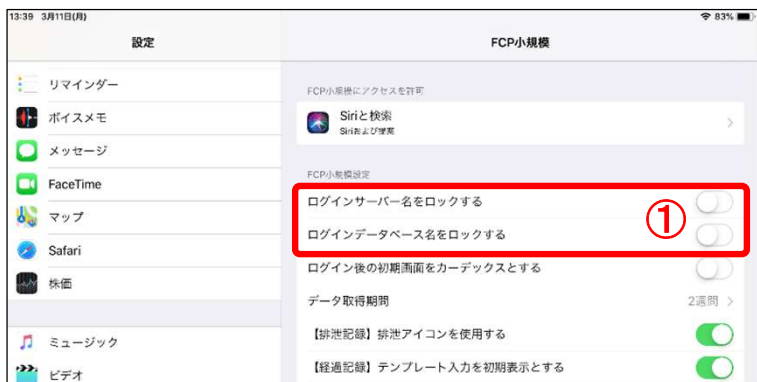 13:39 3月11日(月)
83%
設定
FCP小規模
リマインダー
ボイスメモ
メッセージ
FaceTime
マップ
Safari
株価
ミュージック
ビデオ
FCP小規模にアクセスを許可
Siriと検索
Siriおよび提案
FCP小規模設定
ログインサーバー名をロックする
ログインデータベース名をロックする
①
ログイン後の初期画面をカーデックスとする
データ取得期間
2週間
【排泄記録】排泄アイコンを使用する
【経過記録】テンプレート入力を初期表示とする